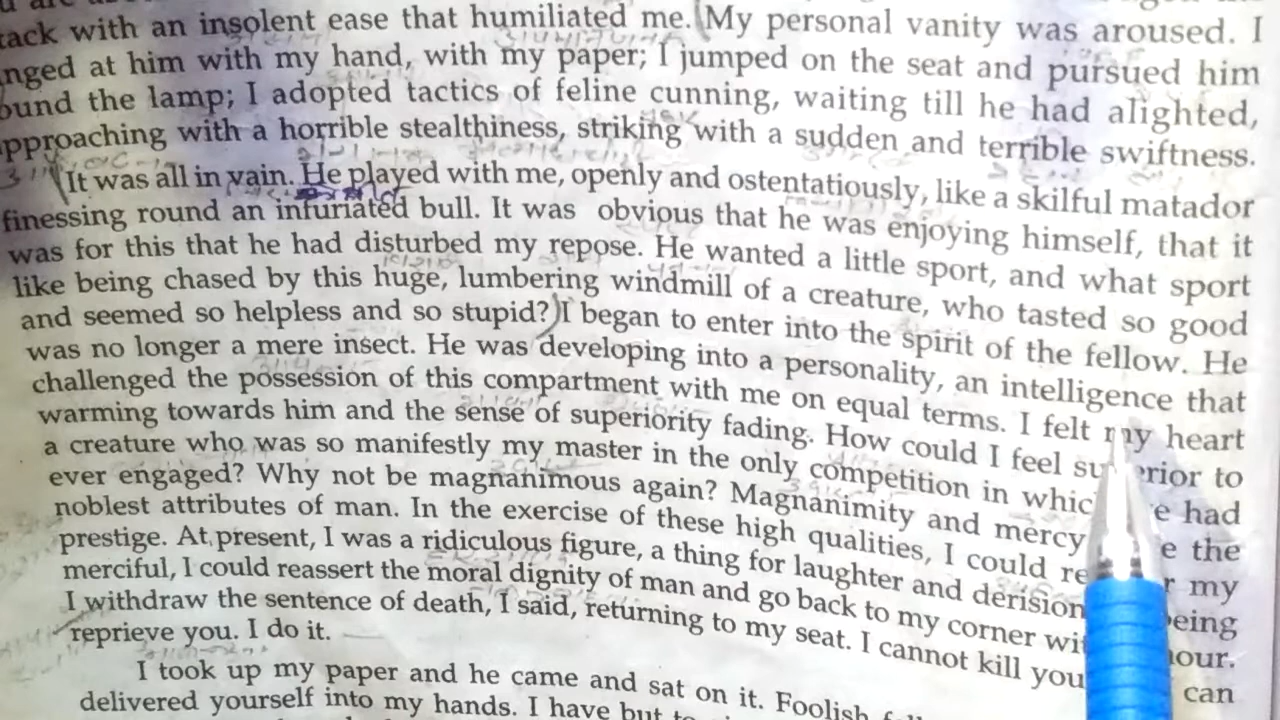 with an insolent ease that humiliated me. (My personal vanity was aroused. I
at him with my hand, with my paper; I jumped on the seat and pursued him
the lamp; I adopted tactics of feline cunning, waiting till he had alighted,
pproaching with a horrible stealthiness, striking with a sudden and terrible swiftness.
(It was all in vain. He played with me, openly and ostentatiously, like a skilful matador
finessing round an infuriated bull. It was obvious that he was enjoying himself, that it
was for this that he had disturbed my repose. He wanted a little sport, and what sport
like being chased by this huge, lumbering windmill of a creature, who tasted so good
and seemed so helpless and so stupid?) I began to enter into the spirit of the fellow. He
was no longer a mere insect. He was developing into a personality, an intelligence that
challenged the possession of this compartment with me on equal terms. I felt my heart
warming towards him and the sense of superiority fading. How could I feel su erior to
a creature who was so manifestly my master in the only competition in whic e had
ever engaged? Why not be magnanimous again? Magnanimity and mercy e the
noblest attributes of man. In the exercise of these high qualities, I could re r my
prestige. At present, I was a ridiculous figure, a thing for laughter and derision eing
merciful, I could reassert the moral dignity of man and go back to my corner wit our.
I withdraw the sentence of death, I said, returning to my seat. I cannot kill you can
reprieve you. I do it.
I took up my paper and he came and sat on it. Foolish
delivered yourself into my hands. I have but